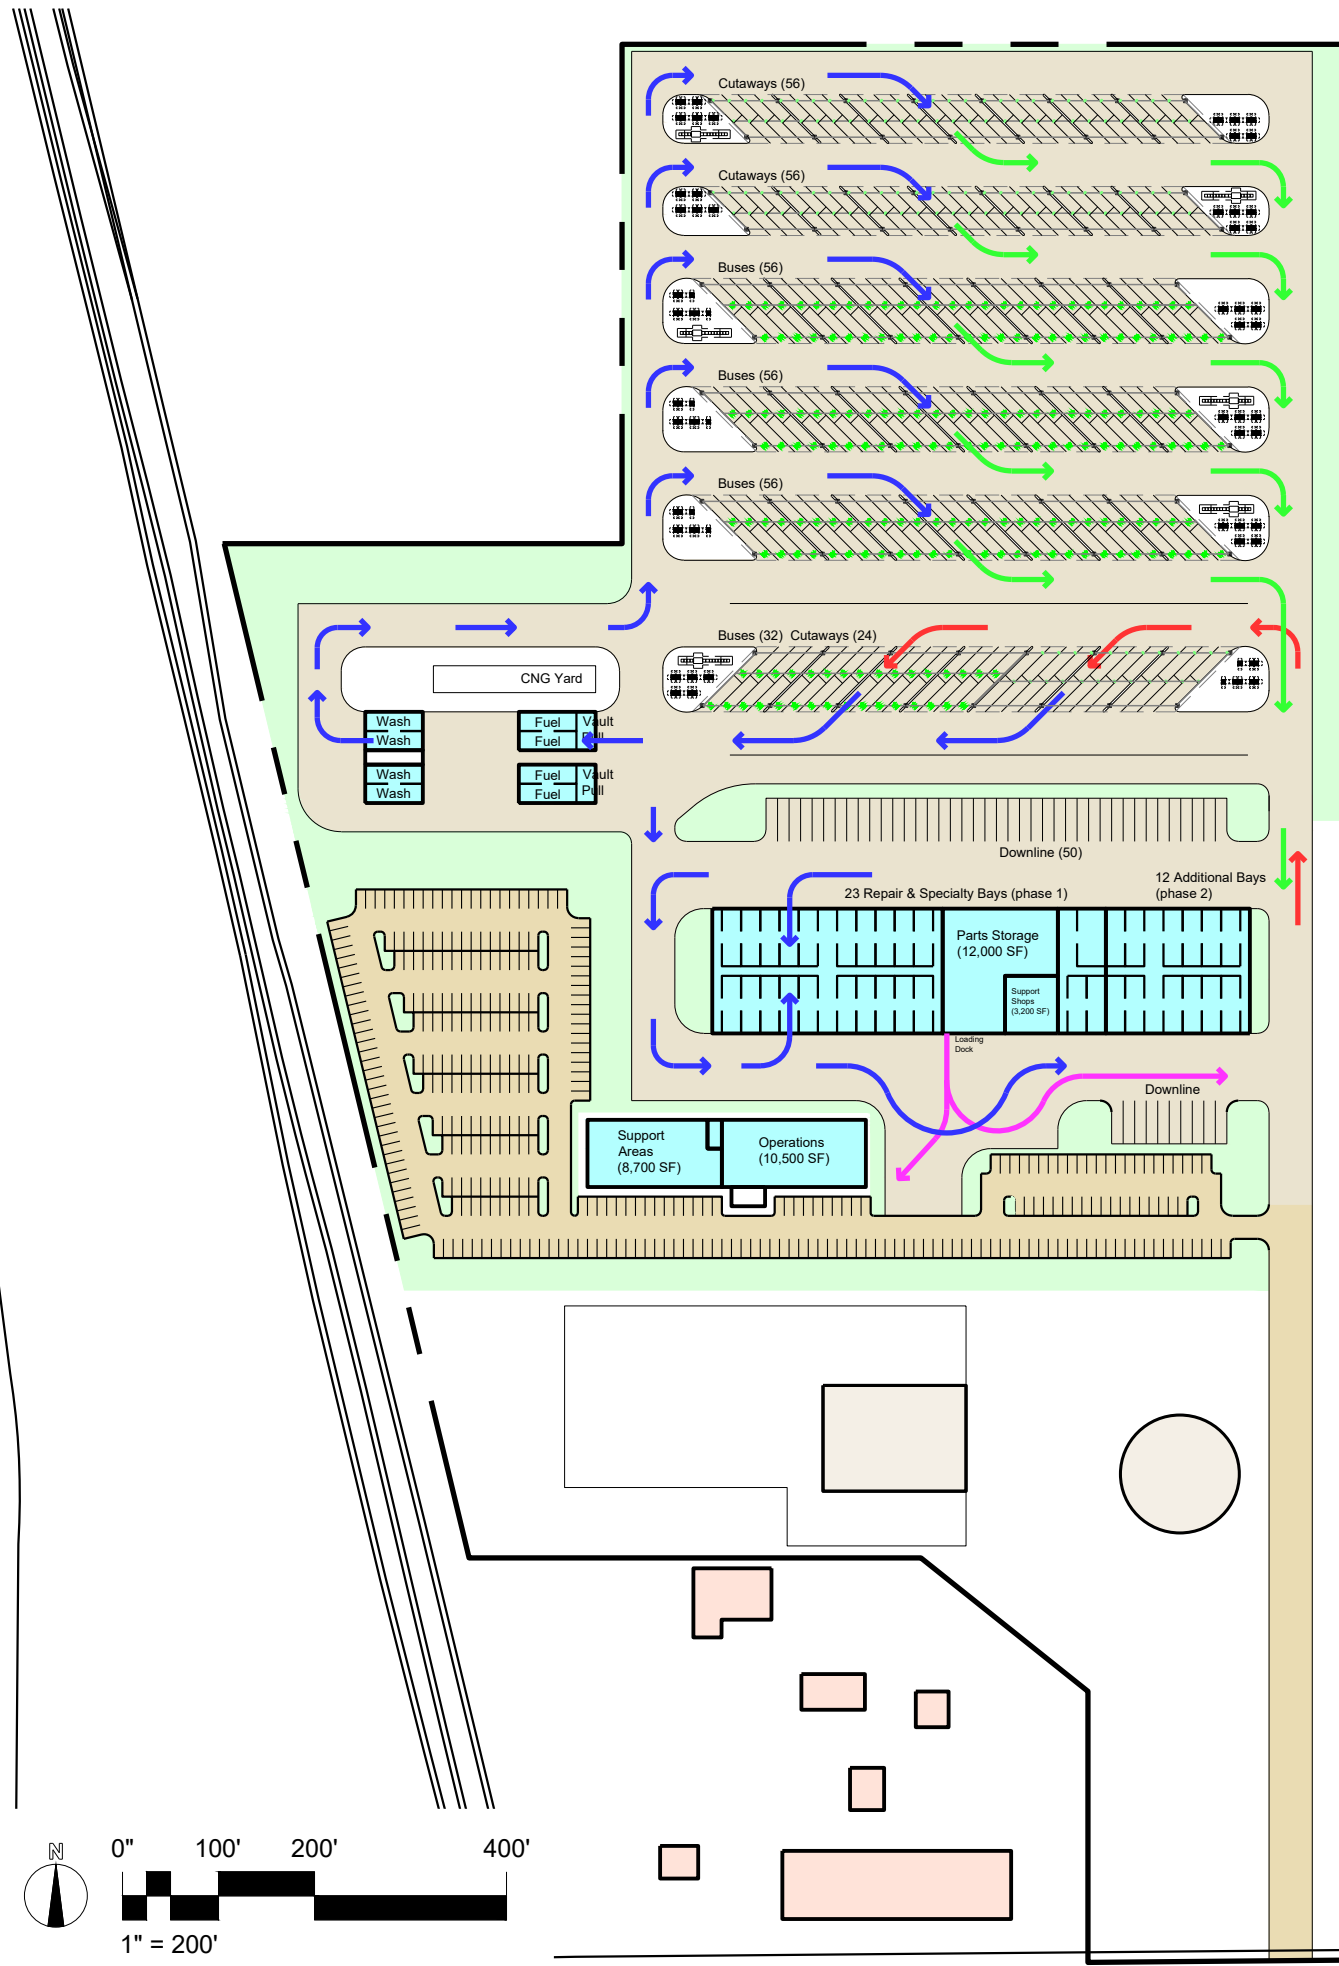 Cutaways (56)
Cutaways (56)
Buses (56)
Buses (56)
Buses (56)
Buses (32) Cutaways (24)
CNG Yard
Wash
Wash
Fuel
Fuel
Vault
Pull
Wash
Wash
Fuel
Fuel
Vault
Pull
Downline (50)
12 Additional Bays
(phase 2)
23 Repair & Specialty Bays (phase 1)
Parts Storage
(12,000 SF)
Support
Shops
(3,200 SF)
Loading
Dock
Downline
Support
Areas
(8,700 SF)
Operations
(10,500 SF)
N
0" 100' 200' 400'
1" = 200'